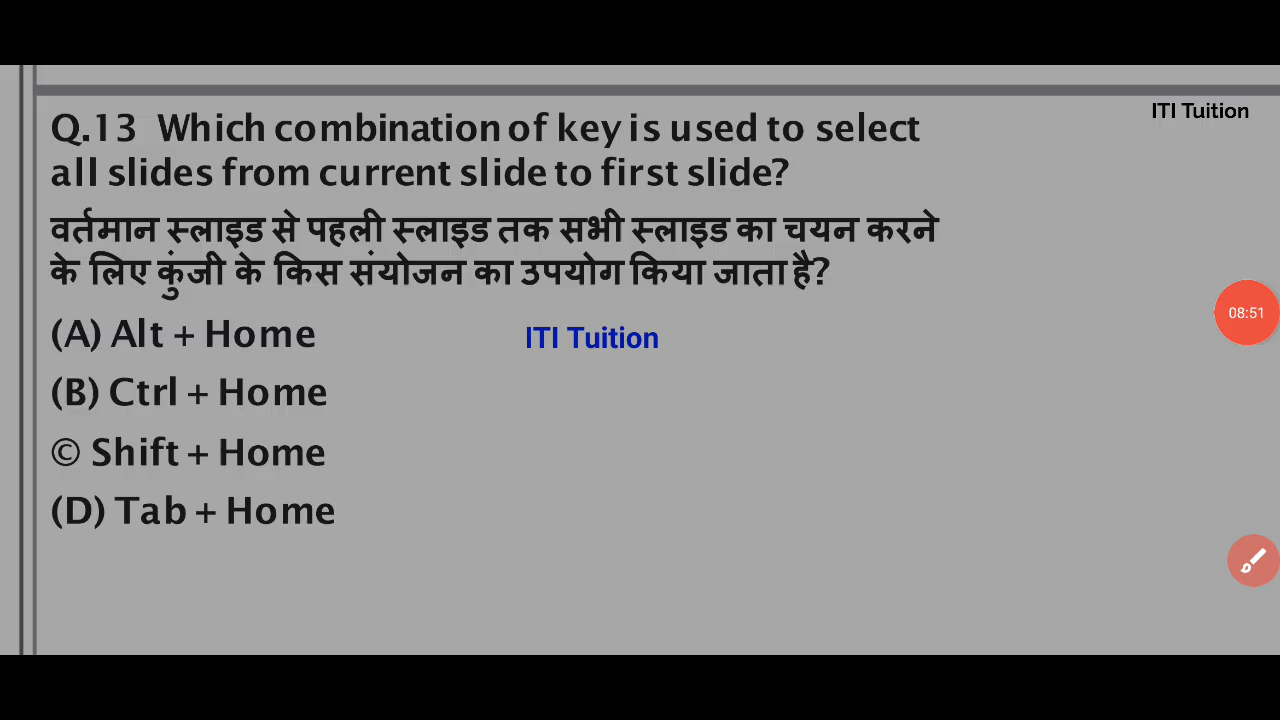 ITI Tuition
Q.13 Which combination of key is used to select
all slides from current slide to first slide?
वर्तमान स्लाइड से पहली स्लाइड तक सभी स्लाइड का चयन करने
के लिए कुंजी के किस संयोजन का उपयोग किया जाता है?
(A) Alt + Home
ITI Tuition
08:51
(B) Ctrl + Home
© Shift + Home
(D) Tab + Home